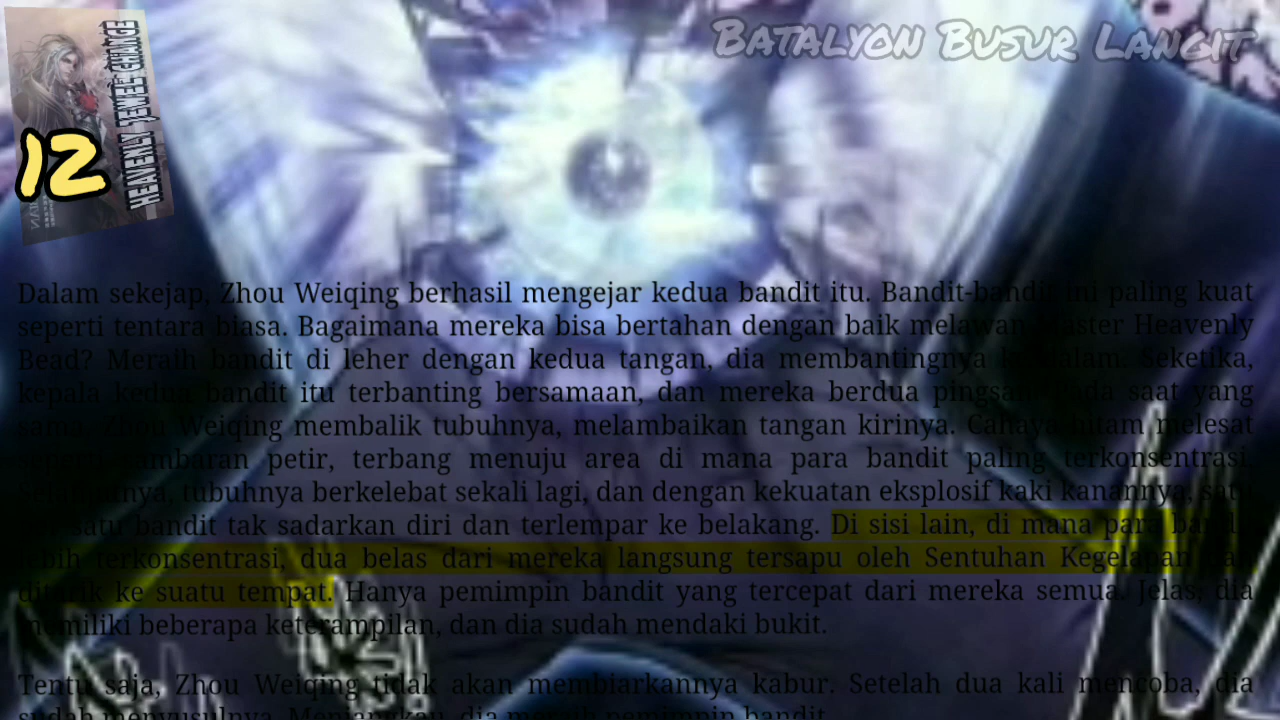 Batalyon Busur Langit
HEAVENLY JEWEL CHANGE
12
Dalam sekejap, Zhou Weiqing berhasil mengejar kedua bandit itu. Bandit-bandit ini paling kuat
seperti tentara biasa. Bagaimana mereka bisa bertahan dengan baik melawan Master Heavenly
Bead? Meraih bandit di leher dengan kedua tangan, dia membantingnya ke dalam. Seketika,
kepala kedua bandit itu terbanting bersamaan, dan mereka berdua pingsan. Pada saat yang
sama, Zhou Weiqing membalik tubuhnya, melambaikan tangan kirinya. Cahaya hitam melesat
seperti sambaran petir, terbang menuju area di mana para bandit paling terkonsentrasi.
Selanjutnya, tubuhnya berkelebat sekali lagi, dan dengan kekuatan eksplosif kaki kanannya, satu
per satu bandit tak sadarkan diri dan terlempar ke belakang. Di sisi lain, di mana para bandit
lebih terkonsentrasi, dua belas dari mereka langsung tersapu oleh Sentuhan Kegelapan dan
ditarik ke suatu tempat. Hanya pemimpin bandit yang tercepat dari mereka semua. Jelas, dia
memiliki beberapa keterampilan, dan dia sudah mendaki bukit.
Tentu saja, Zhou Weiqing tidak akan membiarkannya kabur. Setelah dua kali mencoba, dia
sudah menyusulnya. Menjangkau, dia meraih pemimpin bandit